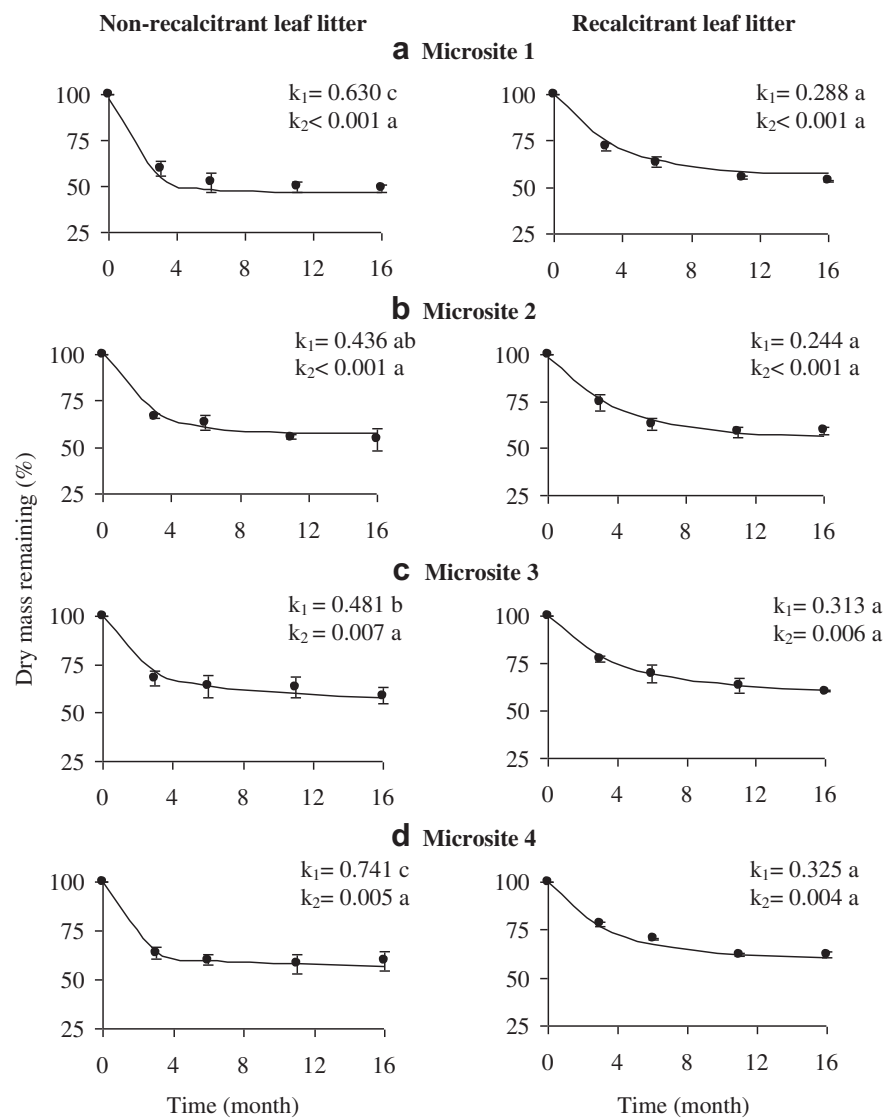 Non-recalcitrant leaf litter
Recalcitrant leaf litter
a Microsite 1
100
75
50
25
0 4 8 12 16
k₁= 0.630 c
k₂< 0.001 a
100
75
50
25
0 4 8 12 16
k₁= 0.288 a
k₂< 0.001 a
b Microsite 2
100
75
50
25
0 4 8 12 16
k₁= 0.436 ab
k₂< 0.001 a
100
75
50
25
0 4 8 12 16
k₁= 0.244 a
k₂< 0.001 a
Dry mass remaining (%)
c Microsite 3
100
75
50
25
0 4 8 12 16
k₁ = 0.481 b
k₂ = 0.007 a
100
75
50
25
0 4 8 12 16
k₁= 0.313 a
k₂= 0.006 a
d Microsite 4
100
75
50
25
0 4 8 12 16
k₁= 0.741 c
k₂= 0.005 a
100
75
50
25
0 4 8 12 16
k₁= 0.325 a
k₂= 0.004 a
Time (month)
Time (month)